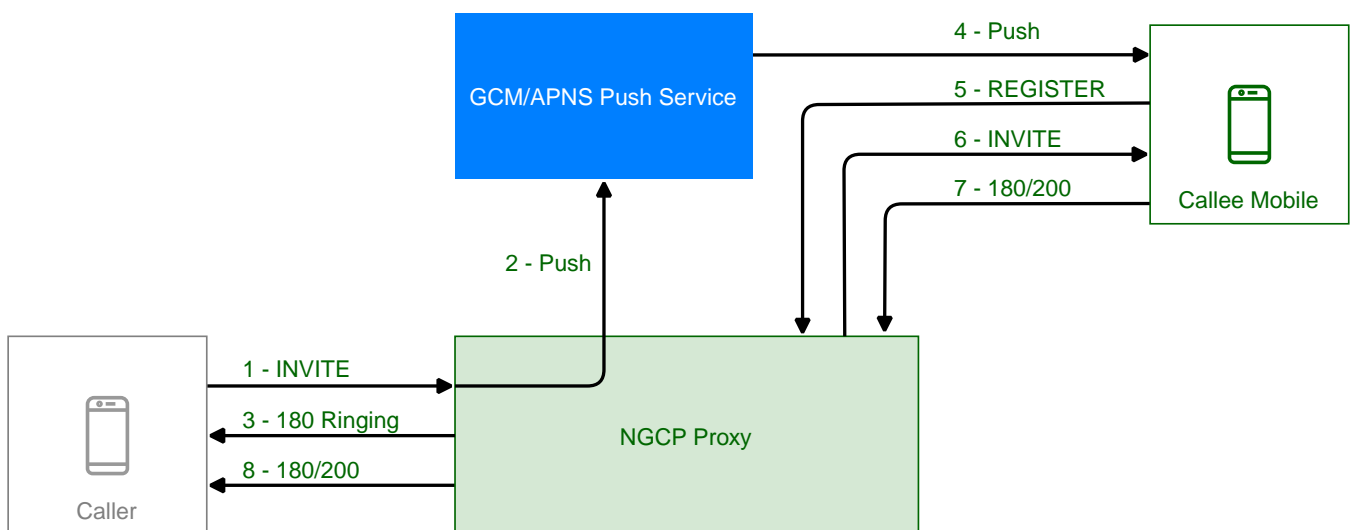 4 - Push
GCM/APNS Push Service
5 - REGISTER
6 - INVITE
7 - 180/200
Callee Mobile
2 - Push
1 - INVITE
3 - 180 Ringing
NGCP Proxy
8 - 180/200
Caller